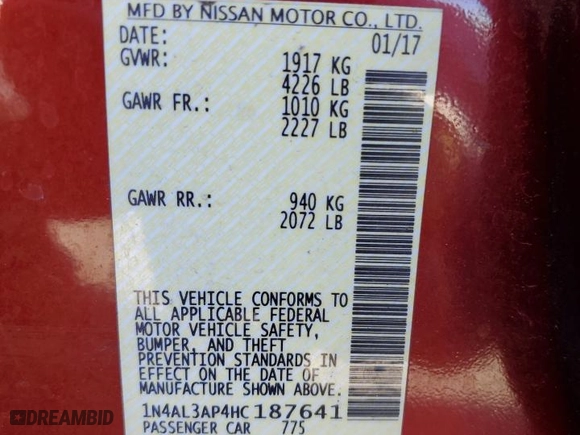 MFD BY NISSAN MOTOR CO., LTD.
DATE: 01/17
GVWR: 1917 KG
4226 LB
GAWR FR.: 1010 KG
2227 LB
GAWR RR.: 940 KG
2072 LB
THIS VEHICLE CONFORMS TO
ALL APPLICABLE FEDERAL
MOTOR VEHICLE SAFETY,
BUMPER, AND THEFT
PREVENTION STANDARDS IN
EFFECT ON THE DATE OF
MANUFACTURE SHOWN ABOVE.
1N4AL3AP4HC187641
PASSENGER CAR 775
DREAMBID